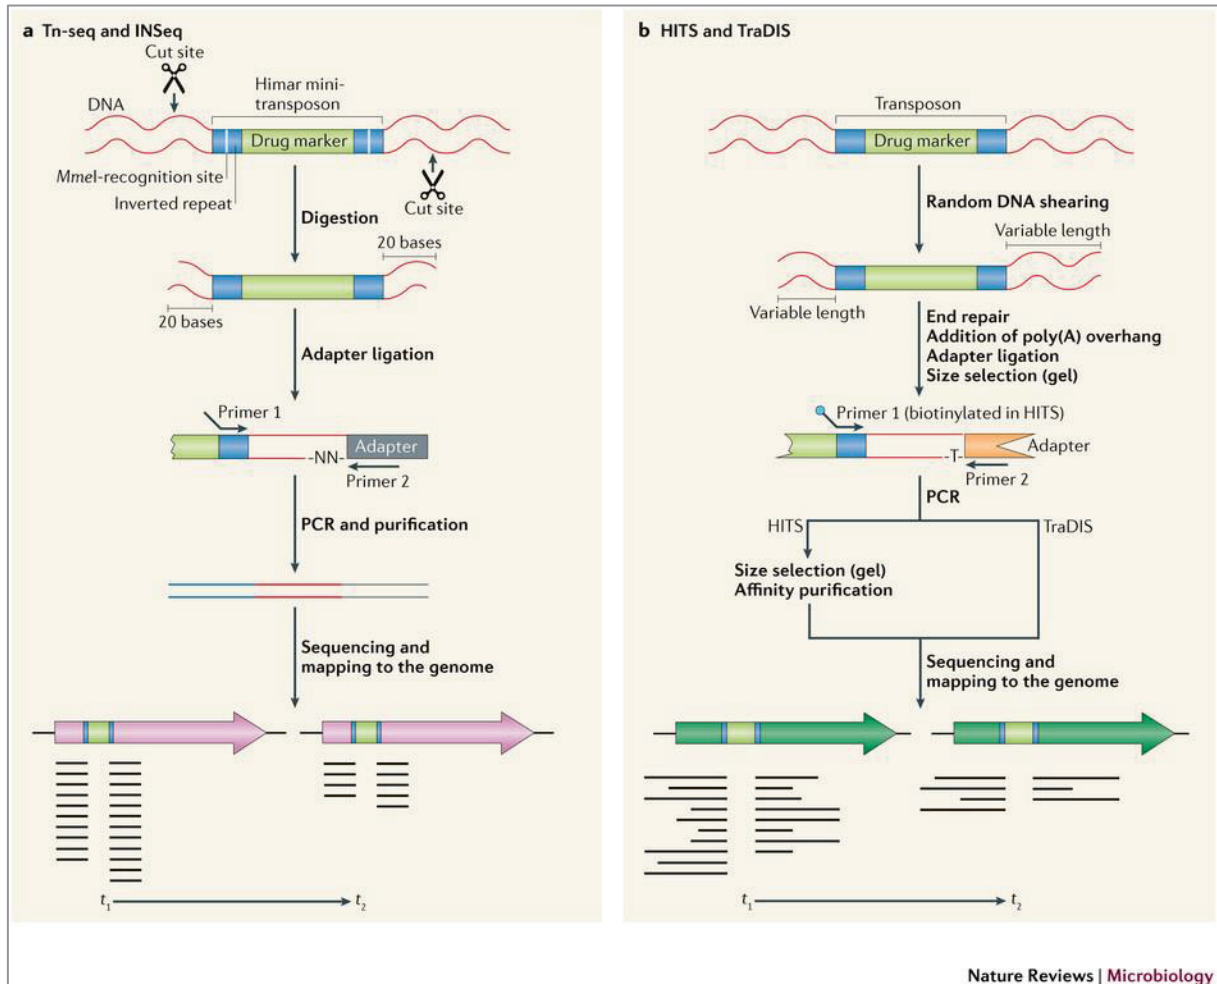 a Tn-seq and INSeq
Cut site
DNA
Himar mini-
transposon
Drug marker
MmeI-recognition site
Inverted repeat
Cut site
Digestion
20 bases
20 bases
Adapter ligation
Primer 1
Adapter
-NN-
Primer 2
PCR and purification
Sequencing and
mapping to the genome
t1
t2
b HITS and TraDIS
Transposon
Drug marker
Random DNA shearing
Variable length
Variable length
End repair
Addition of poly(A) overhang
Adapter ligation
Size selection (gel)
Primer 1 (biotinylated in HITS)
Adapter
-T-
Primer 2
PCR
HITS
TraDIS
Size selection (gel)
Affinity purification
Sequencing and
mapping to the genome
t1
t2
Nature Reviews | Microbiology